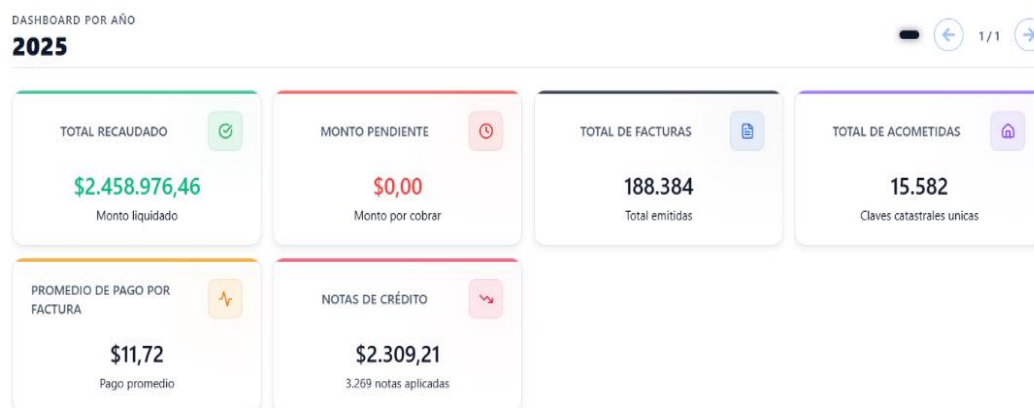 DASHBOARD POR AÑO
2025
1 / 1
TOTAL RECAUDADO
$2.458.976,46
Monto liquidado
MONTO PENDIENTE
$0,00
Monto por cobrar
TOTAL DE FACTURAS
188.384
Total emitidas
TOTAL DE ACOMETIDAS
15.582
Claves catastrales unicas
PROMEDIO DE PAGO POR
FACTURA
$11,72
Pago promedio
NOTAS DE CRÉDITO
$2.309,21
3.269 notas aplicadas